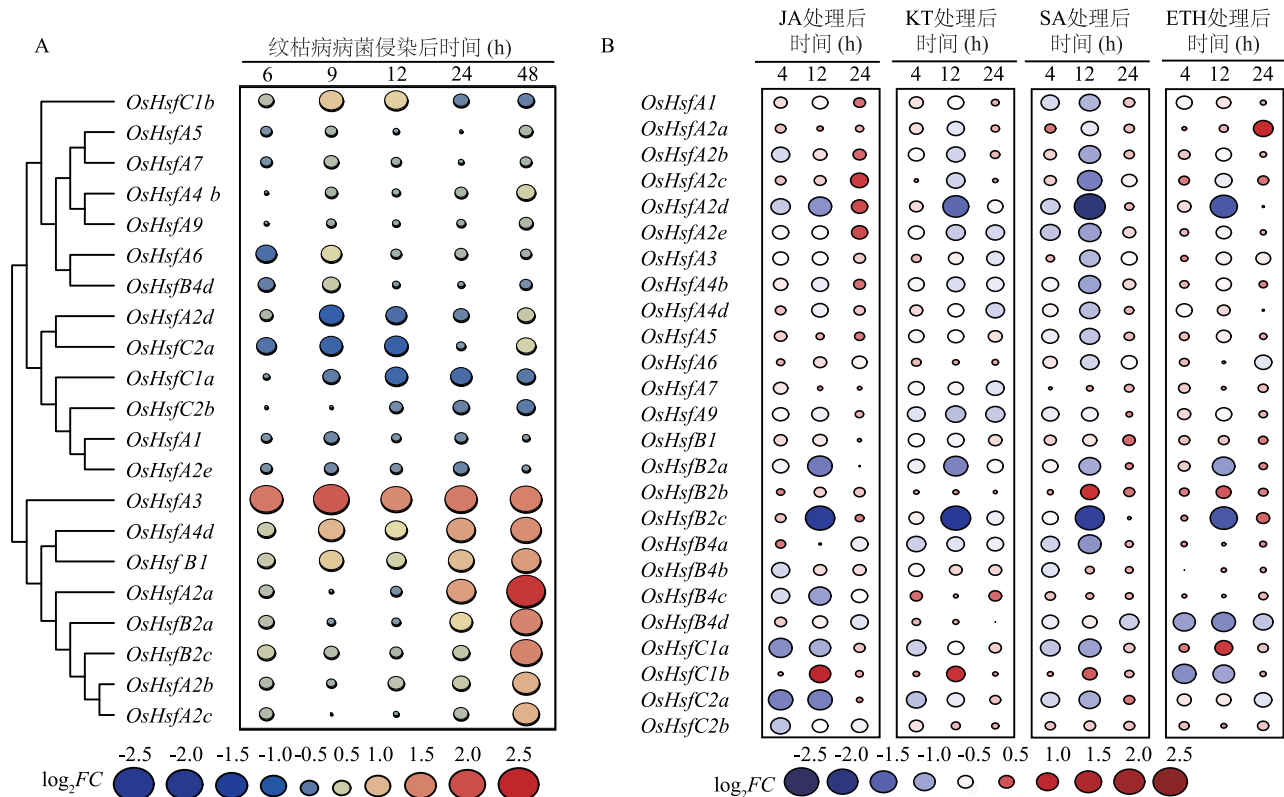 A
纹枯病病菌侵染后时间 (h)
6 9 12 24 48
OsHsfC1b
OsHsfA5
OsHsfA7
OsHsfA4 b
OsHsfA9
OsHsfA6
OsHsfB4d
OsHsfA2d
OsHsfC2a
OsHsfC1a
OsHsfC2b
OsHsfA1
OsHsfA2e
OsHsfA3
OsHsfA4d
OsHsf B1
OsHsfA2a
OsHsfB2a
OsHsfB2c
OsHsfA2b
OsHsfA2c
-2.5 -2.0 -1.5 -1.0 -0.5 0.5 1.0 1.5 2.0 2.5
log₂FC
B
JA处理后 时间 (h)
KT处理后 时间 (h)
SA处理后 时间 (h)
ETH处理后 时间 (h)
4 12 24 4 12 24 4 12 24 4 12 24
OsHsfA1
OsHsfA2a
OsHsfA2b
OsHsfA2c
OsHsfA2d
OsHsfA2e
OsHsfA3
OsHsfA4b
OsHsfA4d
OsHsfA5
OsHsfA6
OsHsfA7
OsHsfA9
OsHsfB1
OsHsfB2a
OsHsfB2b
OsHsfB2c
OsHsfB4a
OsHsfB4b
OsHsfB4c
OsHsfB4d
OsHsfC1a
OsHsfC1b
OsHsfC2a
OsHsfC2b
-2.5 -2.0 -1.5 -1.0 -0.5 0.5 1.0 1.5 2.0 2.5
log₂FC